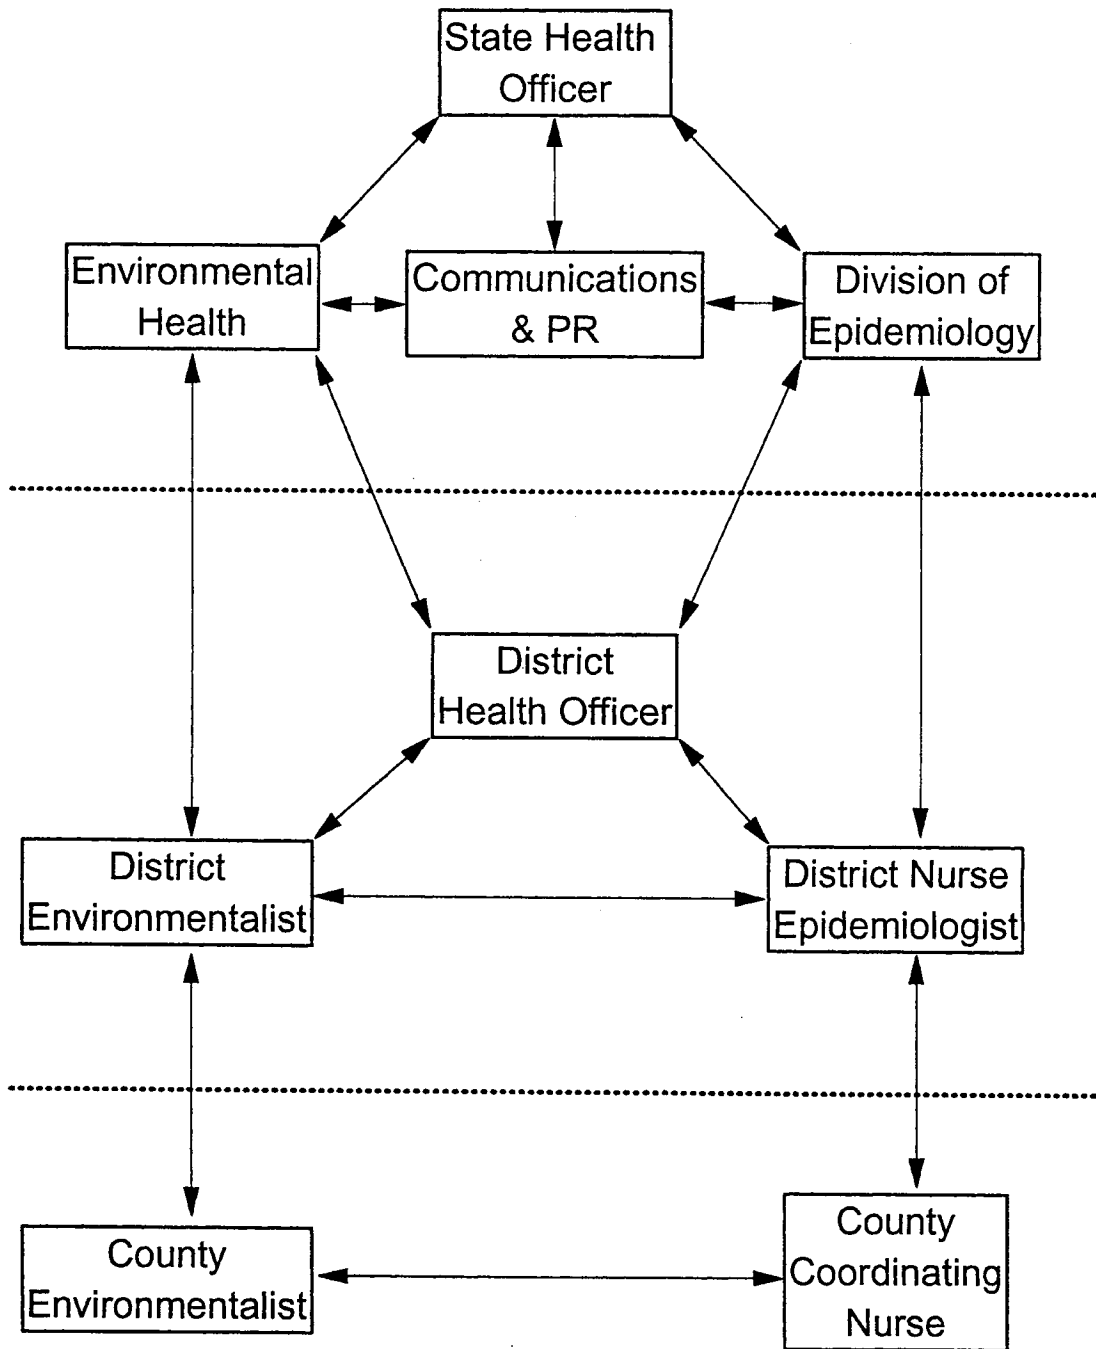 State Health
Officer
Environmental
Health
Communications
& PR
Division of
Epidemiology
District
Health Officer
District
Environmentalist
District Nurse
Epidemiologist
County
Environmentalist
County
Coordinating
Nurse